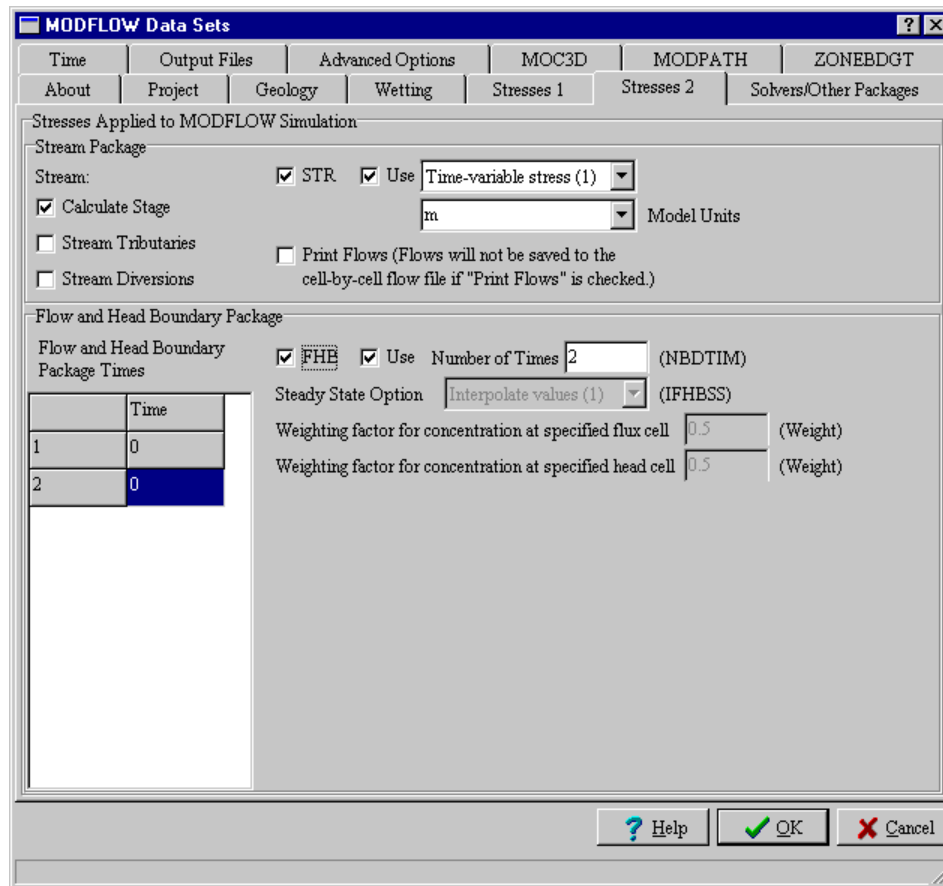 MODFLOW Data Sets
Time Output Files Advanced Options MOC3D MODPATH ZONEBDGT
About Project Geology Wetting Stresses 1 Stresses 2 Solvers/Other Packages
Stresses Applied to MODFLOW Simulation
Stream Package
Stream: STR Use Time-variable stress (1)
Calculate Stage m Model Units
Stream Tributaries
Print Flows (Flows will not be saved to the
Stream Diversions cell-by-cell flow file if "Print Flows" is checked.)
Flow and Head Boundary Package
Flow and Head Boundary
Package Times
FHB Use Number of Times 2 (NBDTIM)
Steady State Option Interpolate values (1) (IFHBSS)
Time
1 0
2 0
Weighting factor for concentration at specified flux cell 0.5 (Weight)
Weighting factor for concentration at specified head cell 0.5 (Weight)
Help OK Cancel